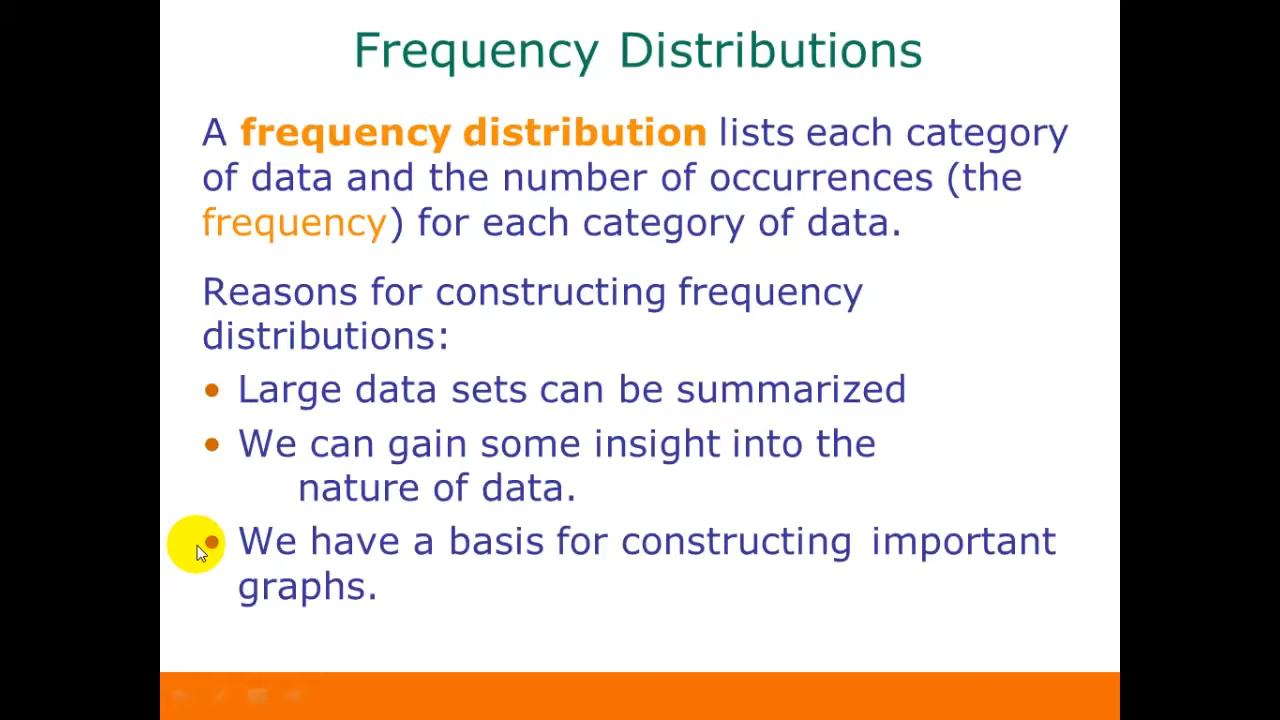 Frequency Distributions
A frequency distribution lists each category
of data and the number of occurrences (the
frequency) for each category of data.
Reasons for constructing frequency
distributions:
• Large data sets can be summarized
• We can gain some insight into the
nature of data.
• We have a basis for constructing important
graphs.